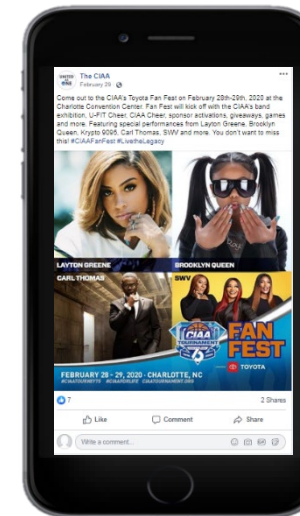 The CIAA
February 29
Come out to the CIAA's Toyota Fan Fest on February 28th-29th, 2020 at the
Charlotte Convention Center. Fan Fest will kick off with the CIAA's band
exhibition, U-FIT Cheer, CIAA Cheer, sponsor activations, giveaways, games
and more. Featuring special performances from Layton Greene, Brooklyn
Queen, Krypto 9095, Carl Thomas, SWV and more. You don't want to miss
this! #CIAAFanFest #LivetheLegacy
LAYTON GREENE
BROOKLYN QUEEN
CARL THOMAS
SWV
CIAA
TOURNAMENT
75
FAN
FEST
TOYOTA
FEBRUARY 28 - 29, 2020 - CHARLOTTE, NC
7
2 Shares
Like
Comment
Share
Write a comment...